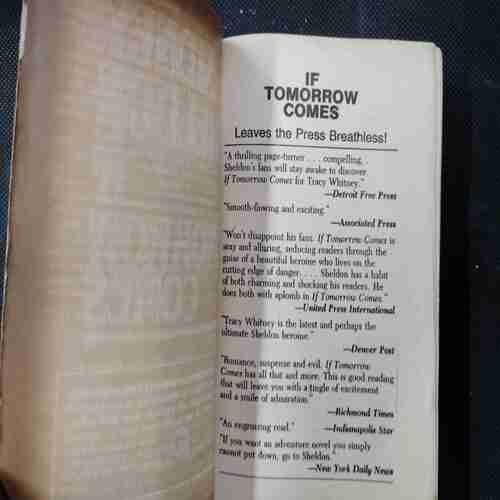 IF
TOMORROW
COMES
Leaves the Press Breathless!
"A thrilling page-turner . . . compelling. .
Sheldon's fans will stay awake to discover
If Tomorrow Comes for Tracy Whitney."
—Detroit Free Press
"Smooth-flowing and exciting."
—Associated Press
"Won't disappoint his fans. If Tomorrow Comes is
sexy and alluring, seducing readers through the
guise of a beautiful heroine who lives on the
cutting edge of danger. . . . Sheldon has a habit
of both charming and shocking his readers. He
does both with aplomb in If Tomorrow Comes."
—United Press International
"Tracy Whitney is the latest and perhaps the
ultimate Sheldon heroine."
—Denver Post
"Romance, suspense and evil. If Tomorrow
Comes has all that and more. This is good reading
that will leave you with a tingle of excitement
and a smile of admiration."
—Richmond Times
"An engrossing read." —Indianapolis Star
"If you want an adventure novel you simply
cannot put down, go to Sheldon."
—New York Daily News